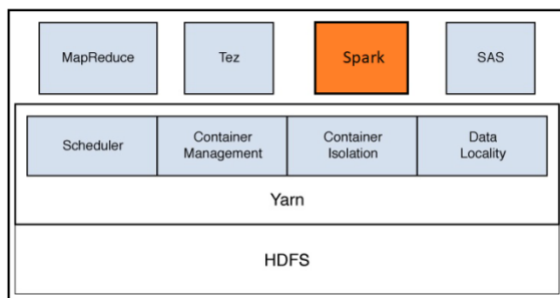 MapReduce
Tez
Spark
SAS
Scheduler
Container
Management
Container
Isolation
Data
Locality
Yarn
HDFS